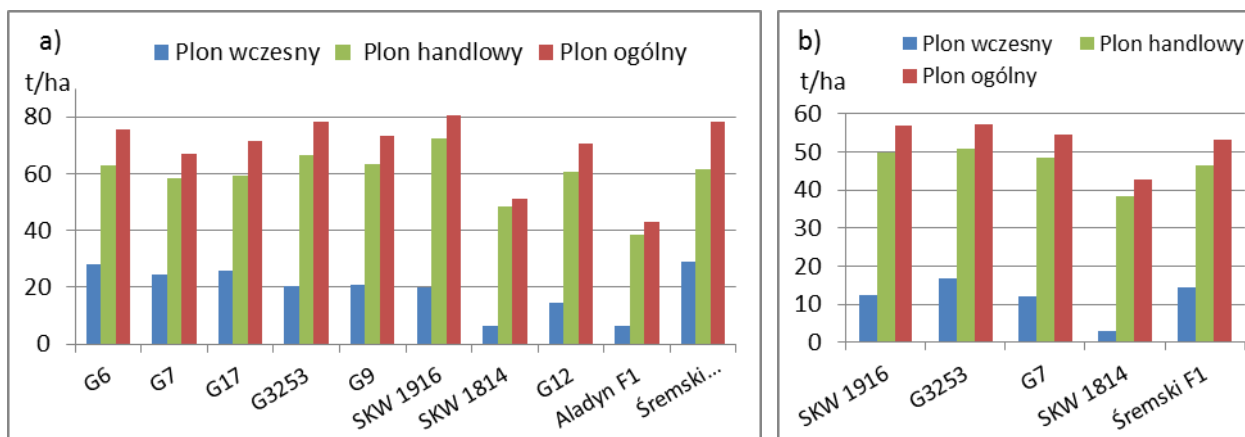 a)
Plon wczesny Plon handlowy Plon ogólny
t/ha
80
60
40
20
0
G6
G7
G17
G3253
G9
SKW 1916
SKW 1814
G12
Aladyn F1
Śremski...
b)
Plon wczesny Plon handlowy
Plon ogólny
t/ha
60
50
40
30
20
10
0
SKW 1916
G3253
G7
SKW 1814
Śremski F1